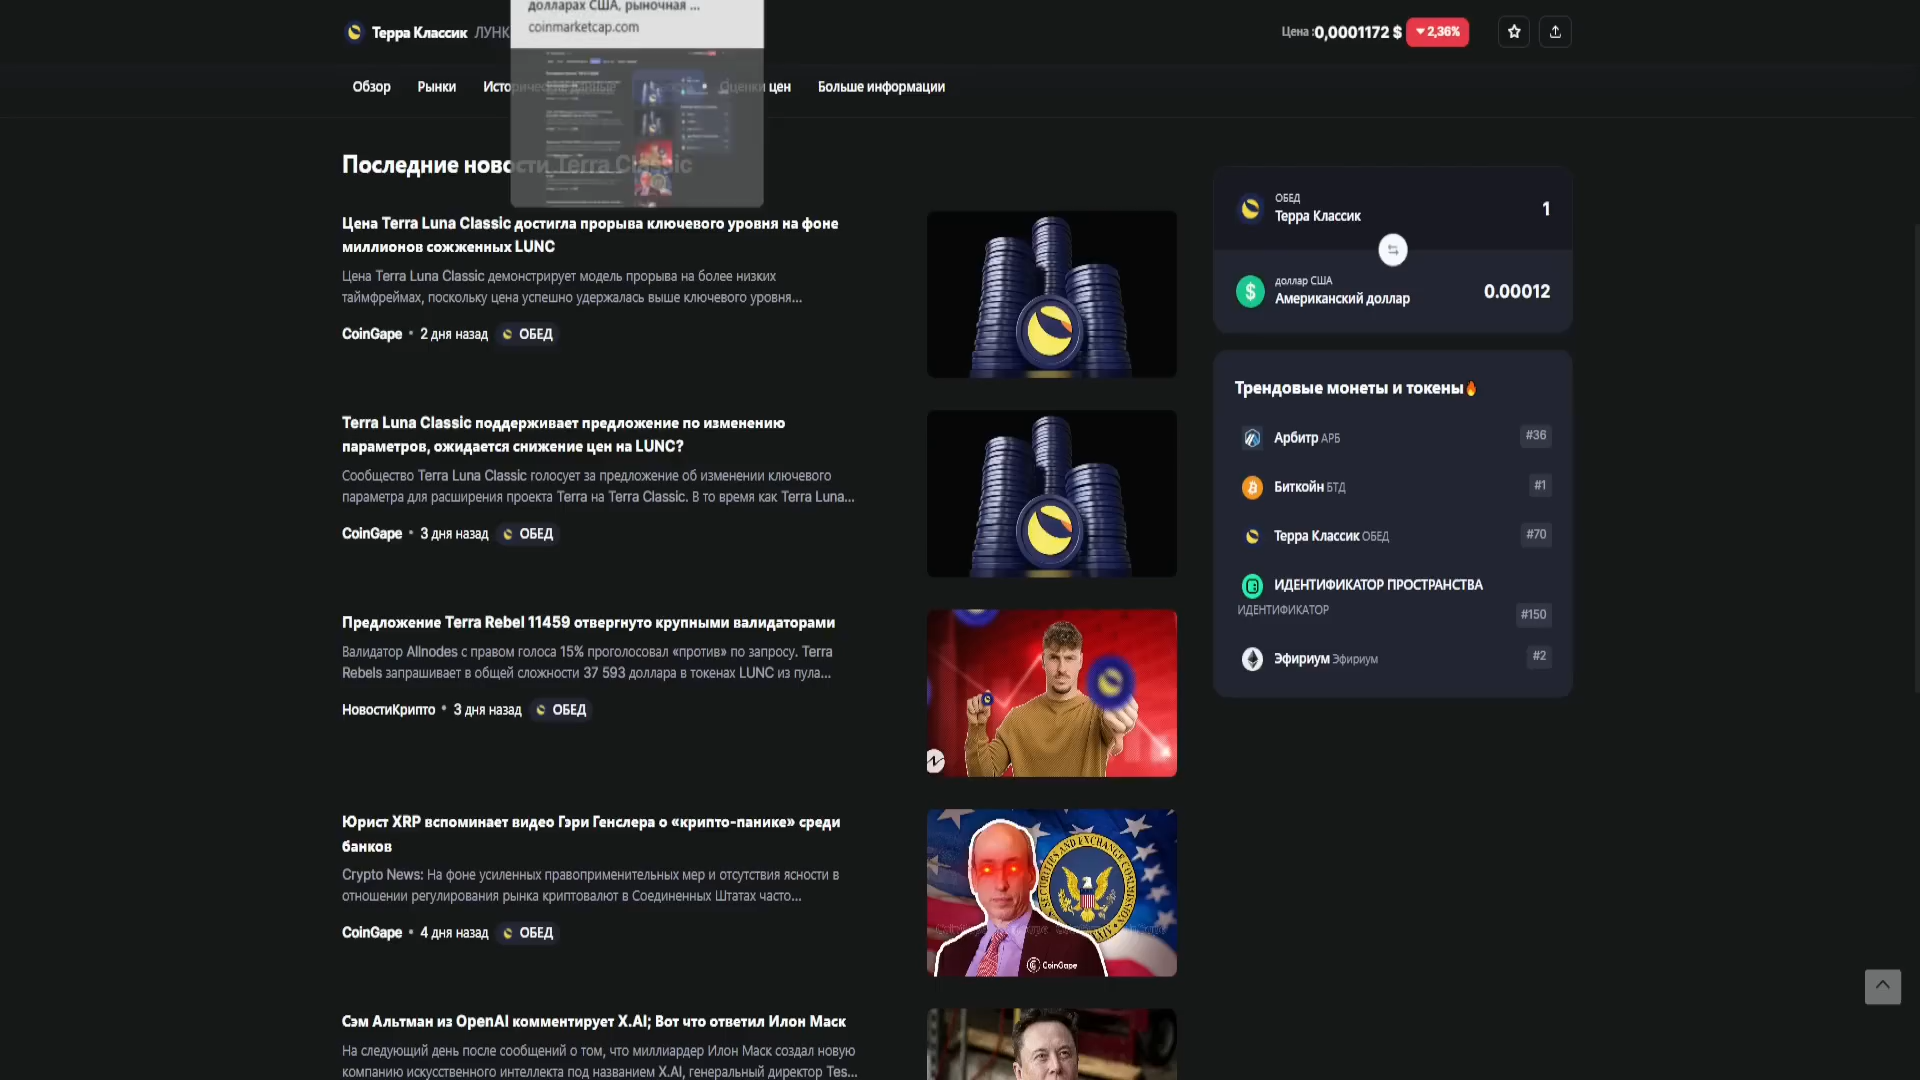 долларах США, рыночная ...
coinmarketcap.com
Терра Классик ЛУНК
Цена :0,0001172 $ 2,36%
Обзор Рынки Исторические данные Оценки цен Больше информации
Последние новости Terra Classic
Цена Terra Luna Classic достигла прорыва ключевого уровня на фоне
миллионов сожженных LUNC
Цена Terra Luna Classic демонстрирует модель прорыва на более низких
таймфреймах, поскольку цена успешно удержалась выше ключевого уровня...
CoinGape • 2 дня назад ОБЕД
Terra Luna Classic поддерживает предложение по изменению
параметров, ожидается снижение цен на LUNC?
Сообщество Terra Luna Classic голосует за предложение об изменении ключевого
параметра для расширения проекта Terra на Terra Classic. В то время как Terra Luna...
CoinGape • 3 дня назад ОБЕД
Предложение Terra Rebel 11459 отвергнуто крупными валидаторами
Валидатор Allnodes с правом голоса 15% проголосовал «против» по запросу. Terra
Rebels запрашивает в общей сложности 37 593 доллара в токенах LUNC из пула...
НовостиКрипто • 3 дня назад ОБЕД
Юрист XRP вспоминает видео Гэри Генслера о «крипто-панике» среди
банков
Crypto News: На фоне усиленных правоприменительных мер и отсутствия ясности в
отношении регулирования рынка криптовалют в Соединенных Штатах часто...
CoinGape • 4 дня назад ОБЕД
SECURITIES AND EXCHANGE COMMISSION
CoinGape
Сэм Альтман из OpenAI комментирует X.AI; Вот что ответил Илон Маск
На следующий день после сообщений о том, что миллиардер Илон Маск создал новую
компанию искусственного интеллекта под названием X.AI, генеральный директор Tes...
ОБЕД
Терра Классик 1
доллар США
Американский доллар 0.00012
Трендовые монеты и токены
Арбитр АРБ #36
Биткойн БТД #1
Терра Классик ОБЕД #70
ИДЕНТИФИКАТОР ПРОСТРАНСТВА
ИДЕНТИФИКАТОР #150
Эфириум Эфириум #2